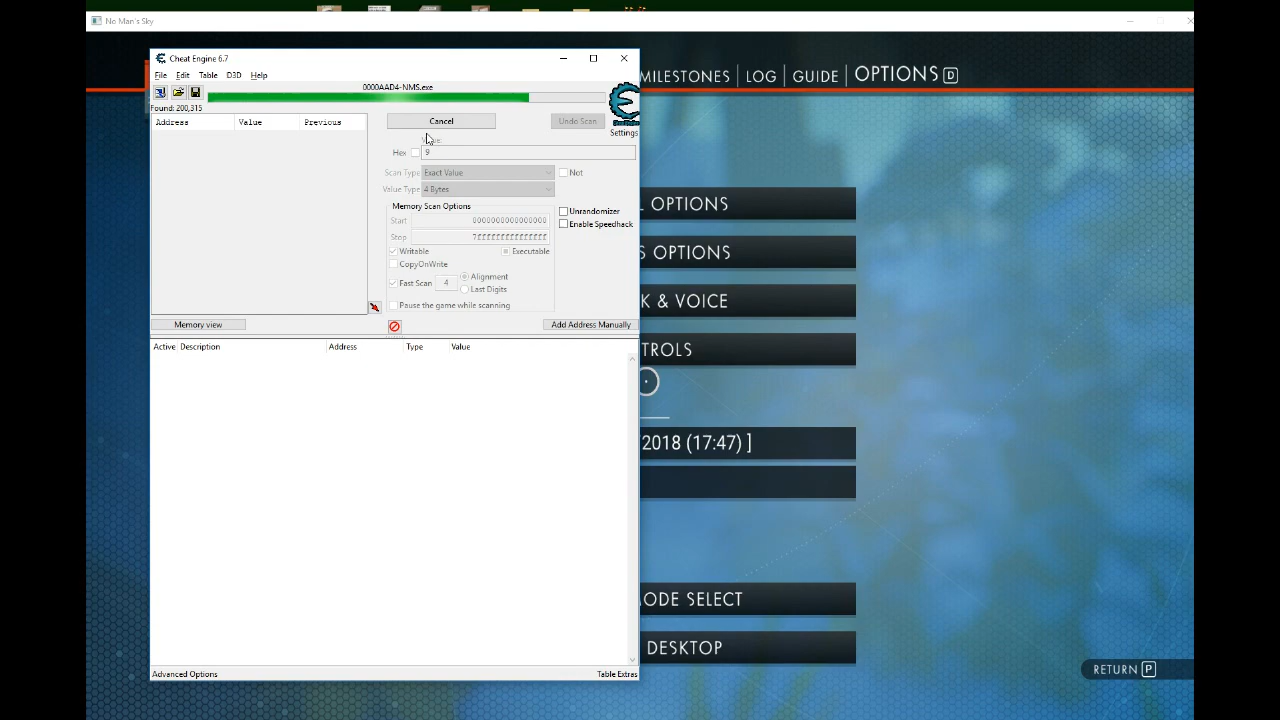 No Man's Sky
Cheat Engine 6.7
File Edit Table D3D Help
0000AAD4-NMS.exe
Found: 200,315
Address Value Previous
Cancel
Undo Scan
Settings
Value:
Hex 9
Scan Type Exact Value Not
Value Type 4 Bytes
Memory Scan Options
Start 0000000000000000
Stop 7fffffffffffffff
Writable Executable
CopyOnWrite
Fast Scan 4 Alignment
Last Digits
Pause the game while scanning
Unrandomizer
Enable Speedhack
Memory view
Add Address Manually
Active Description Address Type Value
Advanced Options
Table Extras
MILESTONES LOG GUIDE OPTIONS D
L OPTIONS
S OPTIONS
K & VOICE
TROLS
2018 (17:47) ]
ODE SELECT
DESKTOP
RETURN P